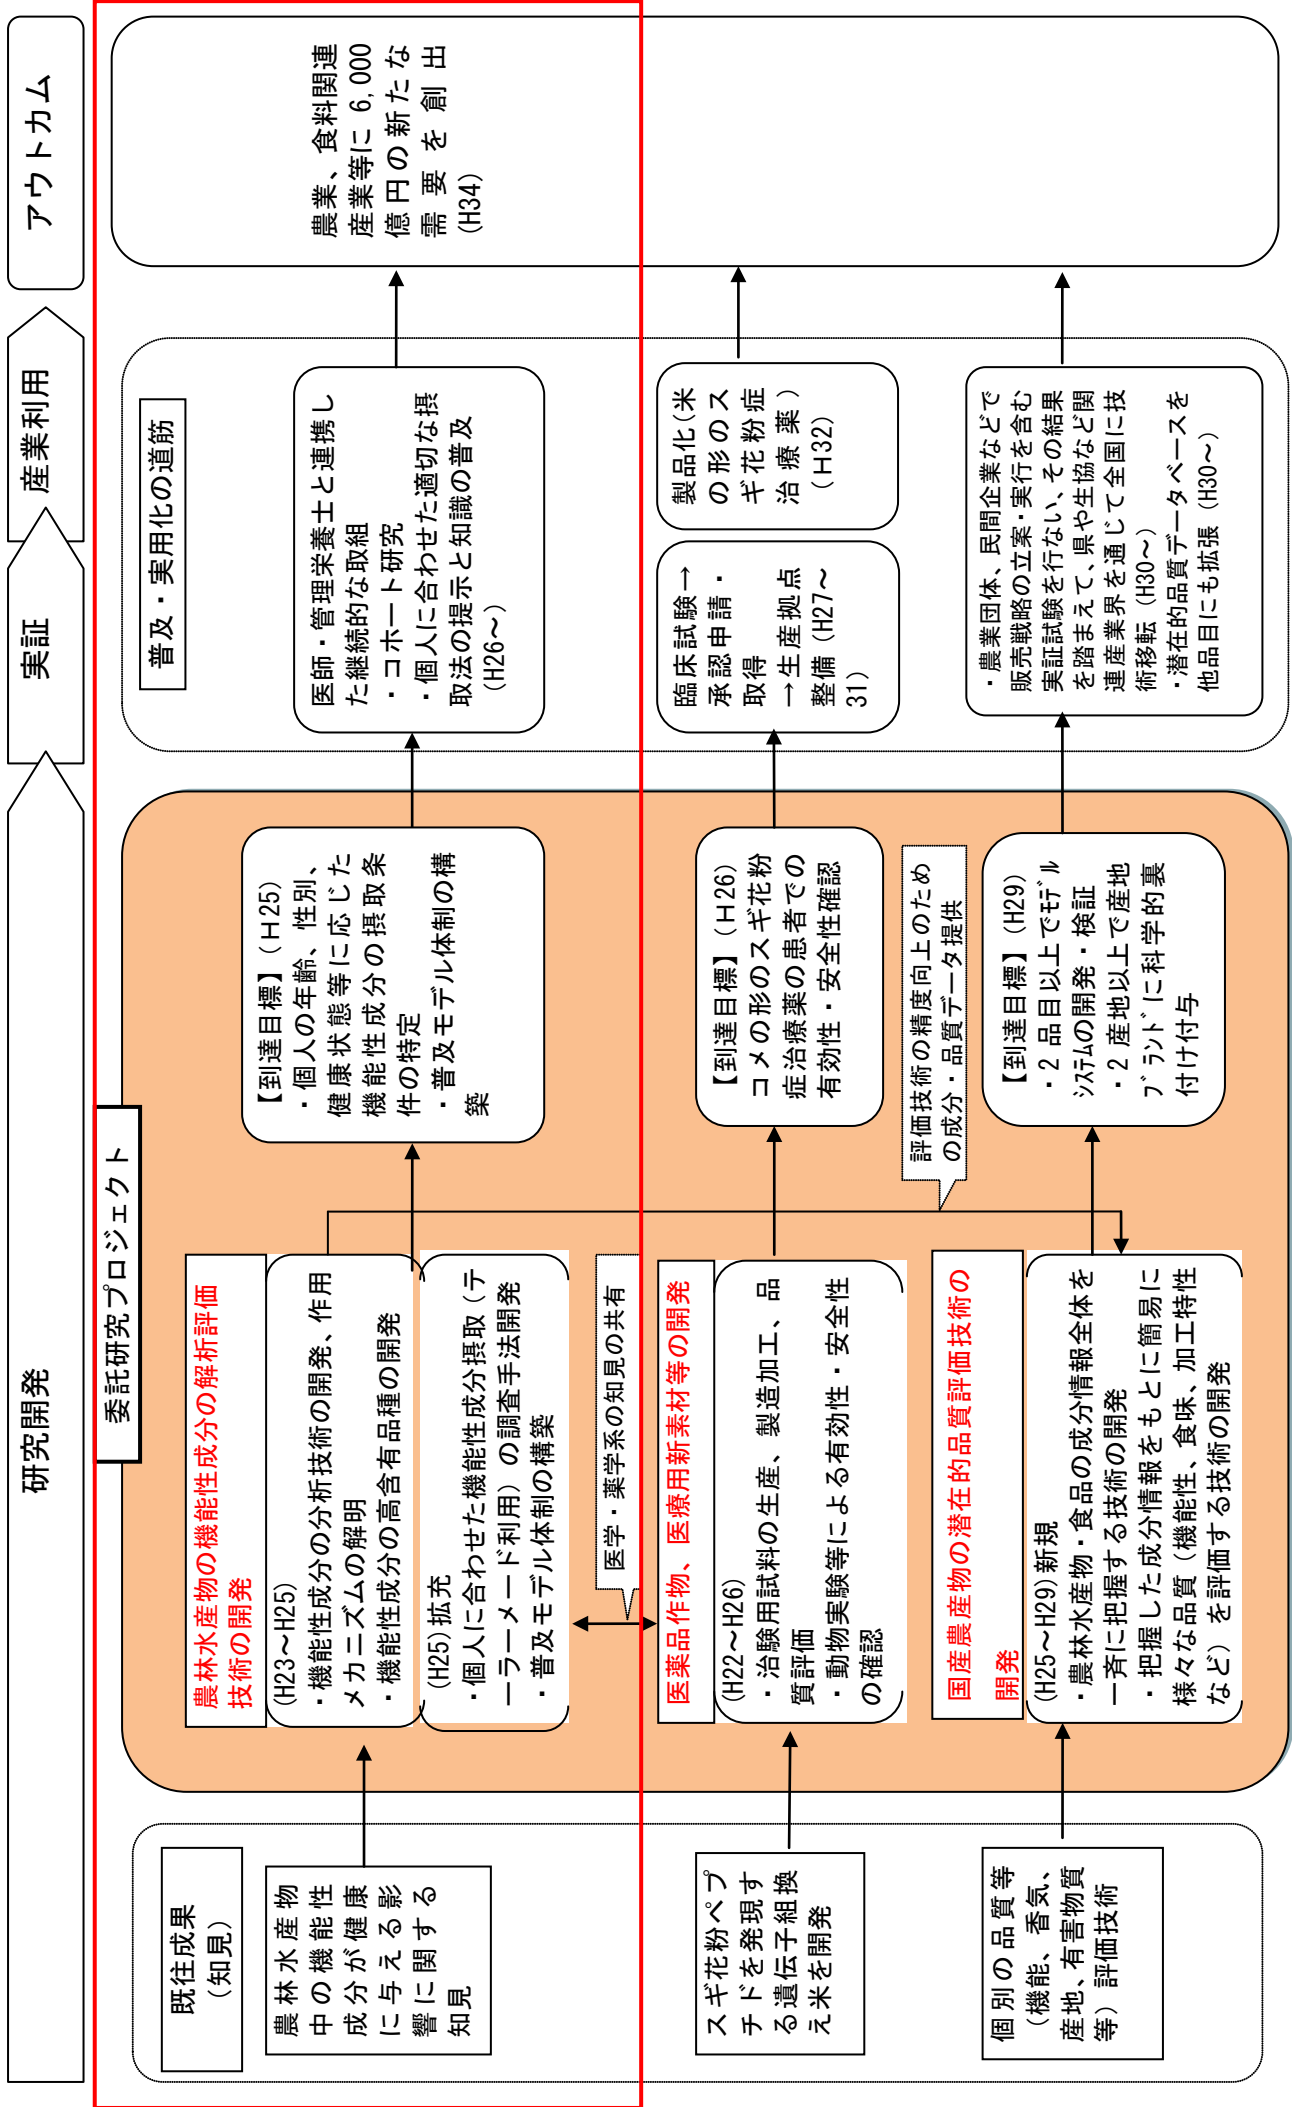 研究開発
実証
産業利用
アウトカム
既往成果
（知見）
農林水産物
中の機能性
成分が健康
に与える影
響に関する
知見
スギ花粉ペプ
チドを発現す
る遺伝子組換
え米を開発
個別の品質等
（機能、香気、
産地、有害物質
等）評価技術
委託研究プロジェクト
農林水産物の機能性成分の解析評価
技術の開発
(H23～H25)
・機能性成分の分析技術の開発、作用
メカニズムの解明
・機能性成分の高含有品種の開発
(H25)拡充
・個人に合わせた機能性成分摂取（テ
ーラーメード利用）の調査手法開発
・普及モデル体制の構築
医学・薬学系の知見の共有
医薬品作物、医療用新素材等の開発
(H22～H26)
・治験用試料の生産、製造加工、品
質評価
・動物実験等による有効性・安全性
の確認
国産農産物の潜在的品質評価技術の
開発
(H25～H29)新規
・農林水産物・食品の成分情報全体を
一斉に把握する技術の開発
・把握した成分情報をもとに簡易に
様々な品質（機能性、食味、加工特性
など）を評価する技術の開発
【到達目標】（Ｈ25）
・個人の年齢、性別、
健康状態等に応じた
機能性成分の摂取条
件の特定
・普及モデル体制の構
築
【到達目標】（Ｈ26）
コメの形のスギ花粉
症治療薬の患者での
有効性・安全性確認
評価技術の精度向上のため
の成分・品質データ提供
【到達目標】（H29）
・2 品目以上でﾓﾃﾞﾙ
ｼｽﾃﾑの開発・検証
・2 産地以上で産地
ﾌﾞﾗﾝﾄﾞに科学的裏
付け付与
普及・実用化の道筋
医師・管理栄養士と連携し
た継続的な取組
・コホート研究
・個人に合わせた適切な摂
取法の提示と知識の普及
(H26～)
臨床試験→
承認申請・
取得
→生産拠点
整備（H27～
31）
製品化（米
の形のス
ギ花粉症
治療薬）
（Ｈ32）
・農業団体、民間企業などで
販売戦略の立案・実行を含む
実証試験を行ない、その結果
を踏まえて、県や生協など関
連産業界を通じて全国に技
術移転（H30～）
・潜在的品質データベースを
他品目にも拡張（H30～）
農業、食料関連
産業等に 6,000
億円の新たな
需要を創出
(H34)